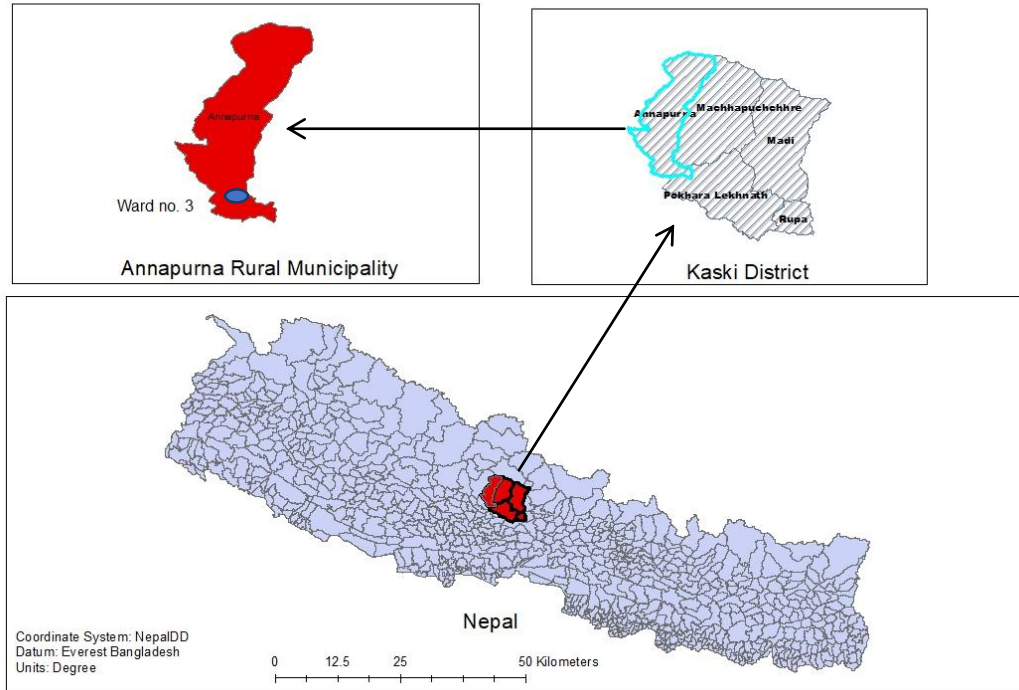 Annapurna
Ward no. 3
Annapurna Rural Municipality
Annapurna
Machhapuchchhre
Madi
Pokhara Lekhnath
Rupa
Kaski District
Nepal
Coordinate System: NepalDD
Datum: Everest Bangladesh
Units: Degree
0 12.5 25 50 Kilometers